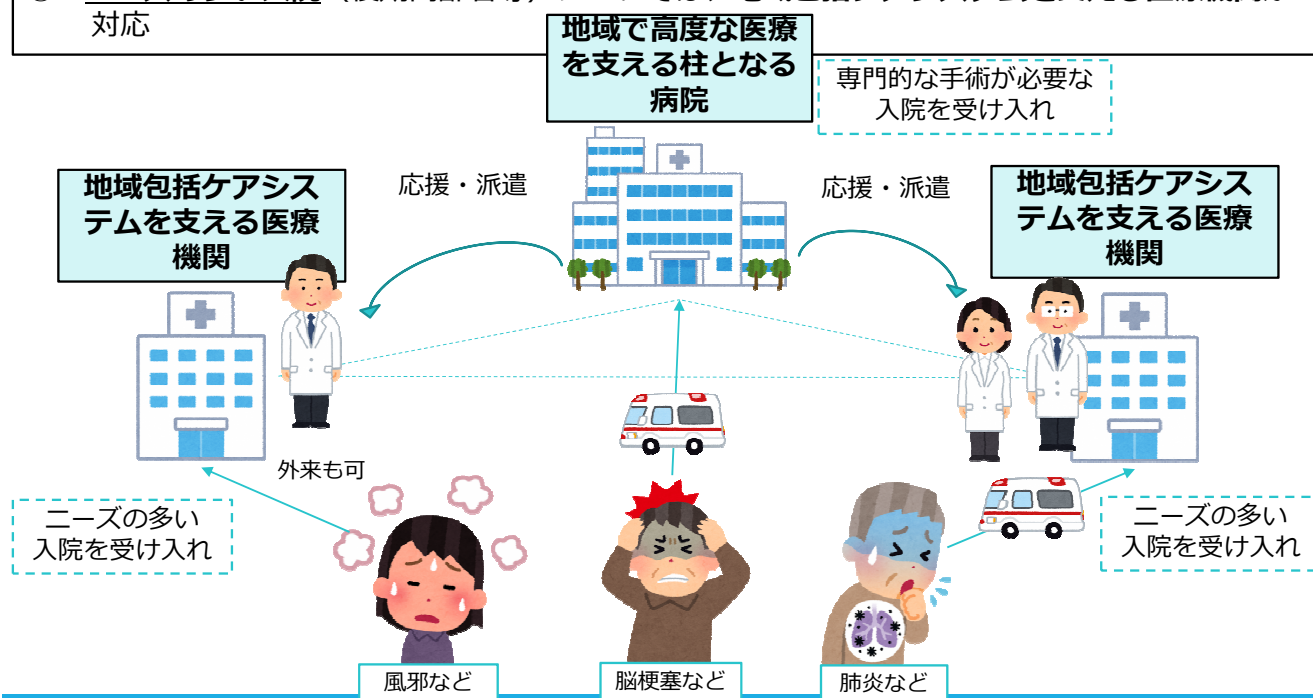 対応
地域で高度な医療
を支える柱となる
病院
専門的な手術が必要な
入院を受け入れ
地域包括ケアシス
テムを支える医療
機関
応援・派遣
応援・派遣
地域包括ケアシス
テムを支える医療
機関
外来も可
ニーズの多い
入院を受け入れ
ニーズの多い
入院を受け入れ
風邪など
脳梗塞など
肺炎など